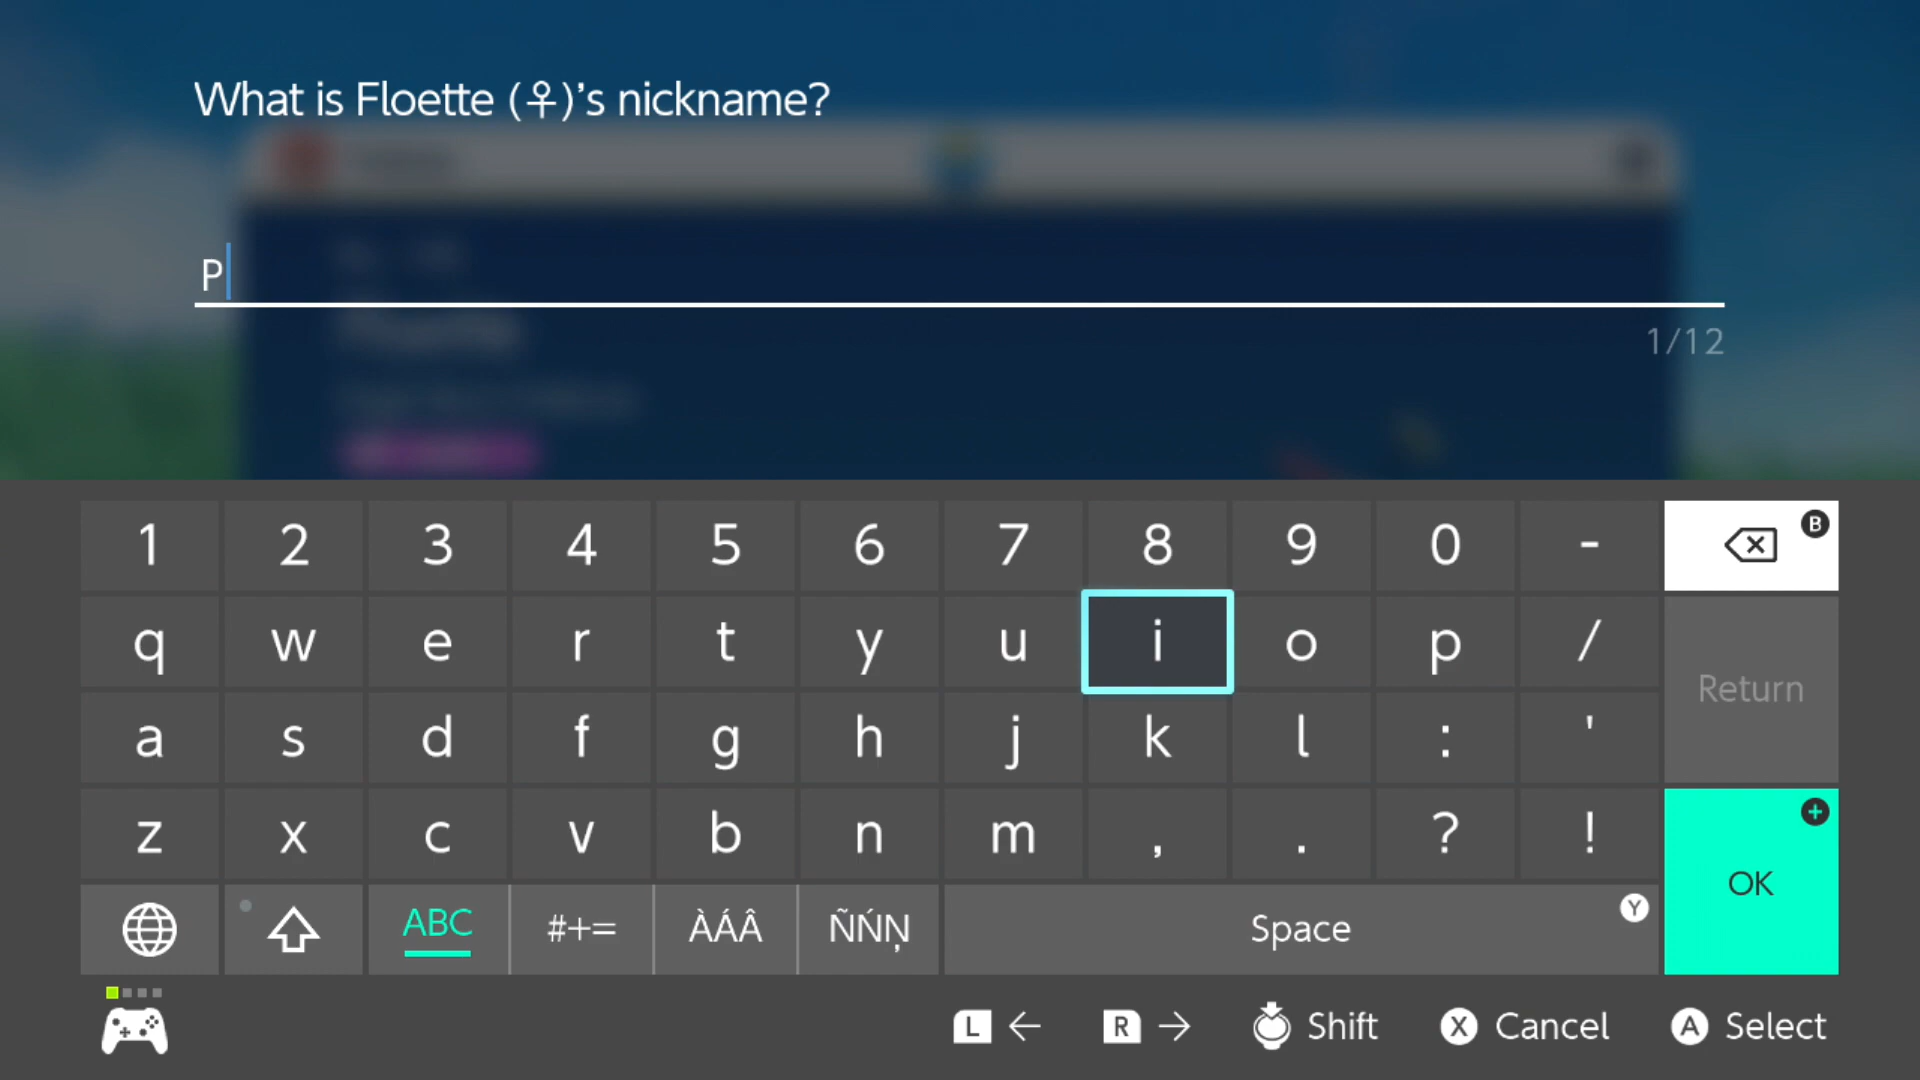 What is Floette (♀)'s nickname?
P
1/12
1 2 3 4 5 6 7 8 9 0 - B
q w e r t y u i o p / Return
a s d f g h j k l : '
z x c v b n m , . ? ! + OK
ABC #+= ÀÁÂ ÑŃŅ Space Y
L ← R → Shift X Cancel A Select